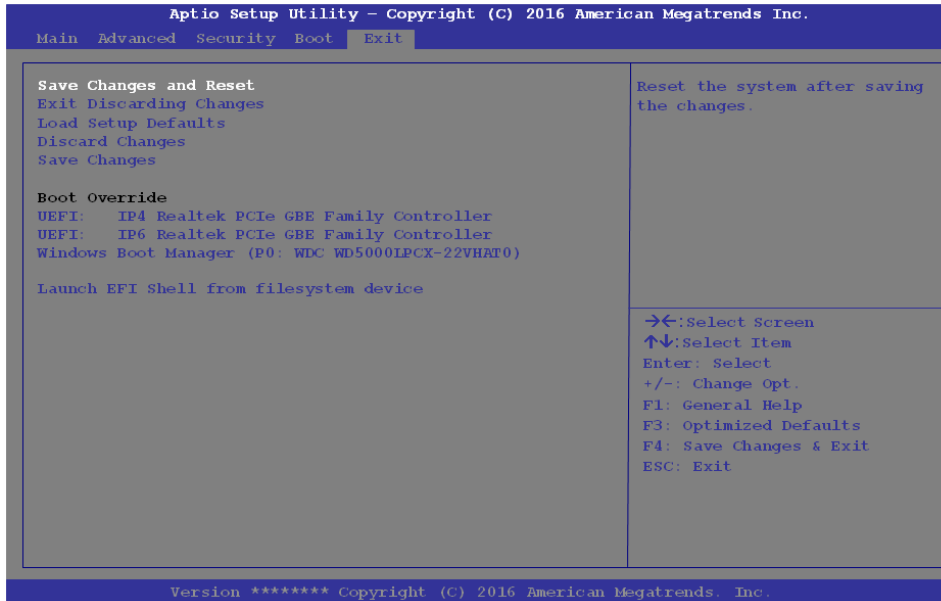 Aptio Setup Utility – Copyright (C) 2016 American Megatrends Inc.
Main Advanced Security Boot Exit
Save Changes and Reset
Exit Discarding Changes
Load Setup Defaults
Discard Changes
Save Changes
Boot Override
UEFI: IP4 Realtek PCIe GBE Family Controller
UEFI: IP6 Realtek PCIe GBE Family Controller
Windows Boot Manager (P0: WDC WD5000LPCX-22VHAT0)
Launch EFI Shell from filesystem device
Reset the system after saving
the changes.
→←:Select Screen
↑↓:Select Item
Enter: Select
+/-: Change Opt.
F1: General Help
F3: Optimized Defaults
F4: Save Changes & Exit
ESC: Exit
Version ******** Copyright (C) 2016 American Megatrends. Inc.